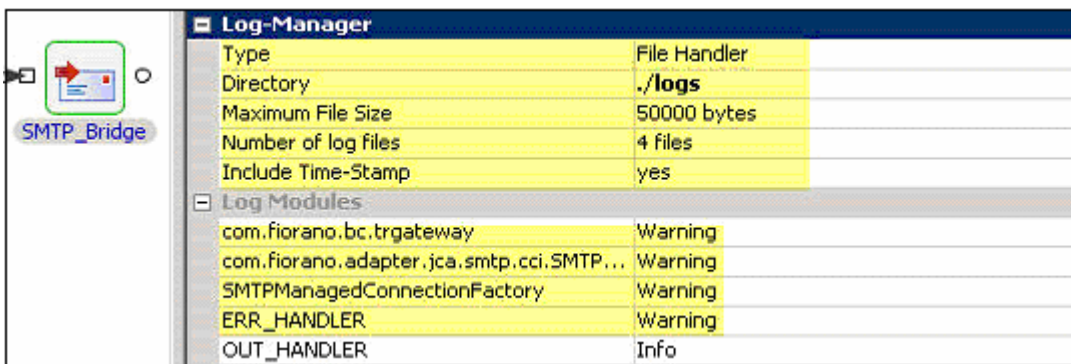 SMTP_Bridge
Log-Manager
Type File Handler
Directory ./logs
Maximum File Size 50000 bytes
Number of log files 4 files
Include Time-Stamp yes
Log Modules
com.fiorano.bc.trgateway Warning
com.fiorano.adapter.jca.smtp.cci.SMTP... Warning
SMTPManagedConnectionFactory Warning
ERR_HANDLER Warning
OUT_HANDLER Info